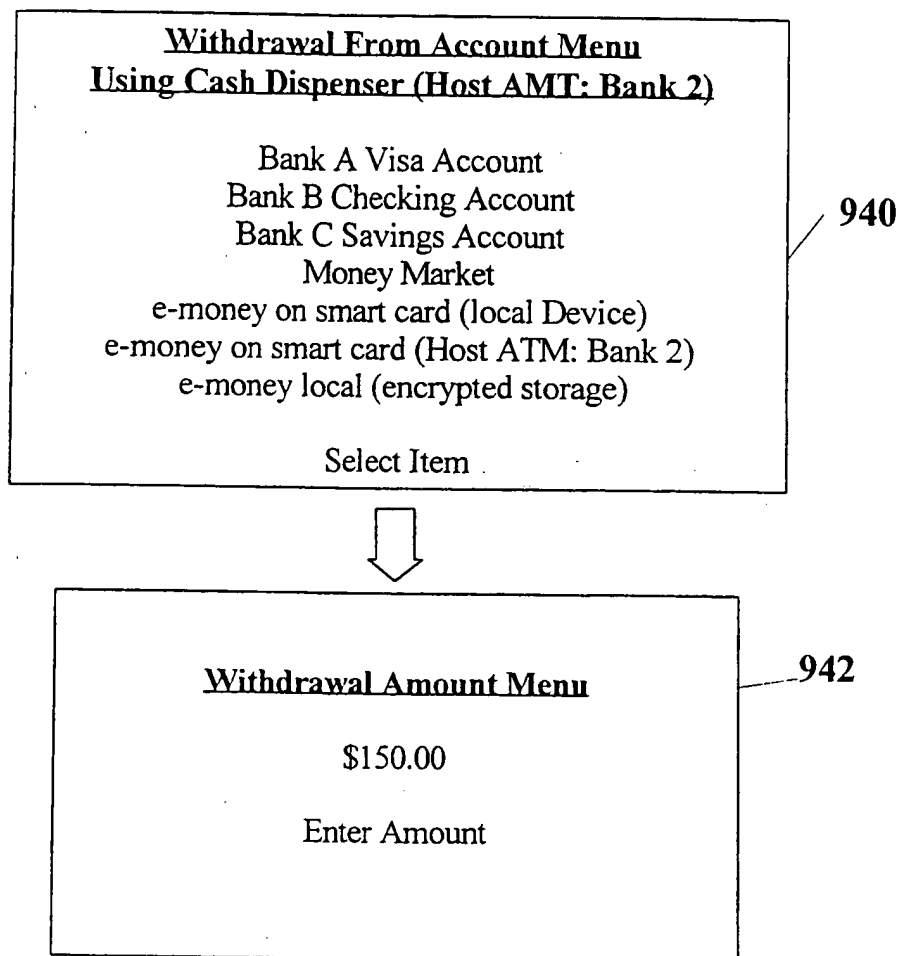 Withdrawal From Account Menu
Using Cash Dispenser (Host AMT: Bank 2)
Bank A Visa Account
Bank B Checking Account
Bank C Savings Account
Money Market
e-money on smart card (local Device)
e-money on smart card (Host ATM: Bank 2)
e-money local (encrypted storage)
Select Item
940
Withdrawal Amount Menu
$150.00
Enter Amount
942